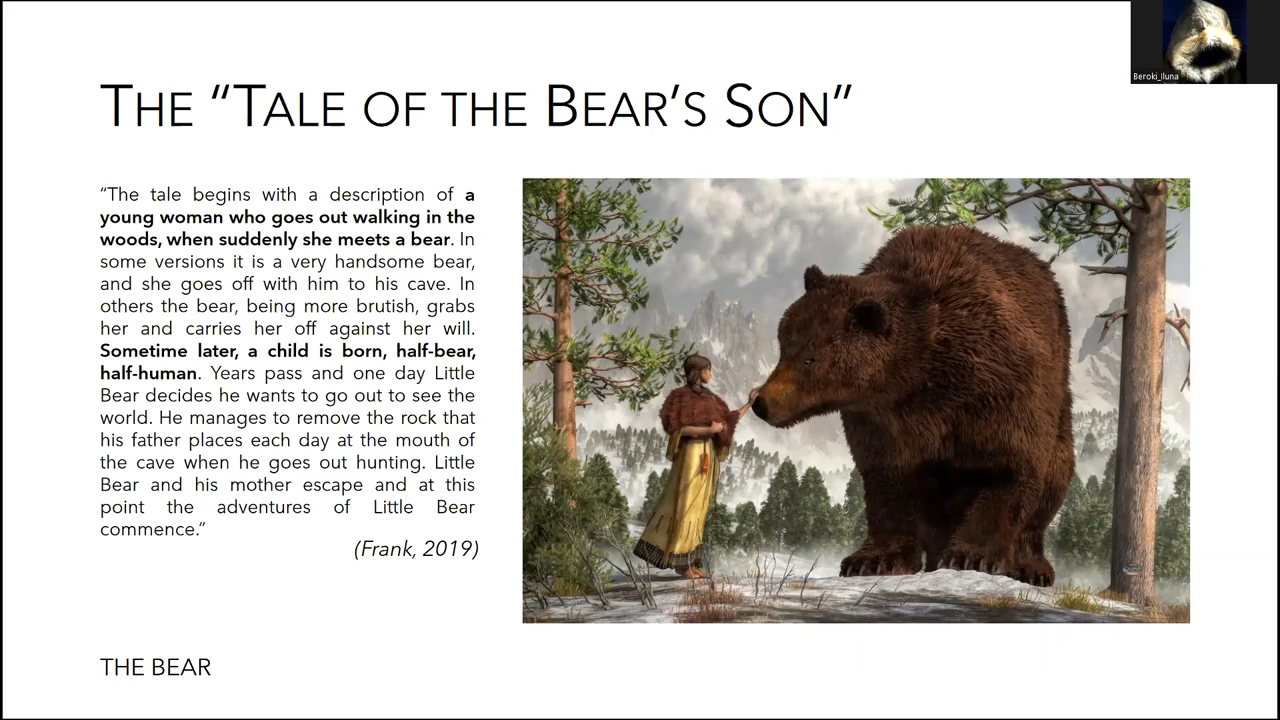 Beroki_Iluna
THE “TALE OF THE BEAR’S SON”
“The tale begins with a description of a
young woman who goes out walking in the
woods, when suddenly she meets a bear. In
some versions it is a very handsome bear,
and she goes off with him to his cave. In
others the bear, being more brutish, grabs
her and carries her off against her will.
Sometime later, a child is born, half-bear,
half-human. Years pass and one day Little
Bear decides he wants to go out to see the
world. He manages to remove the rock that
his father places each day at the mouth of
the cave when he goes out hunting. Little
Bear and his mother escape and at this
point the adventures of Little Bear
commence.”
(Frank, 2019)
THE BEAR